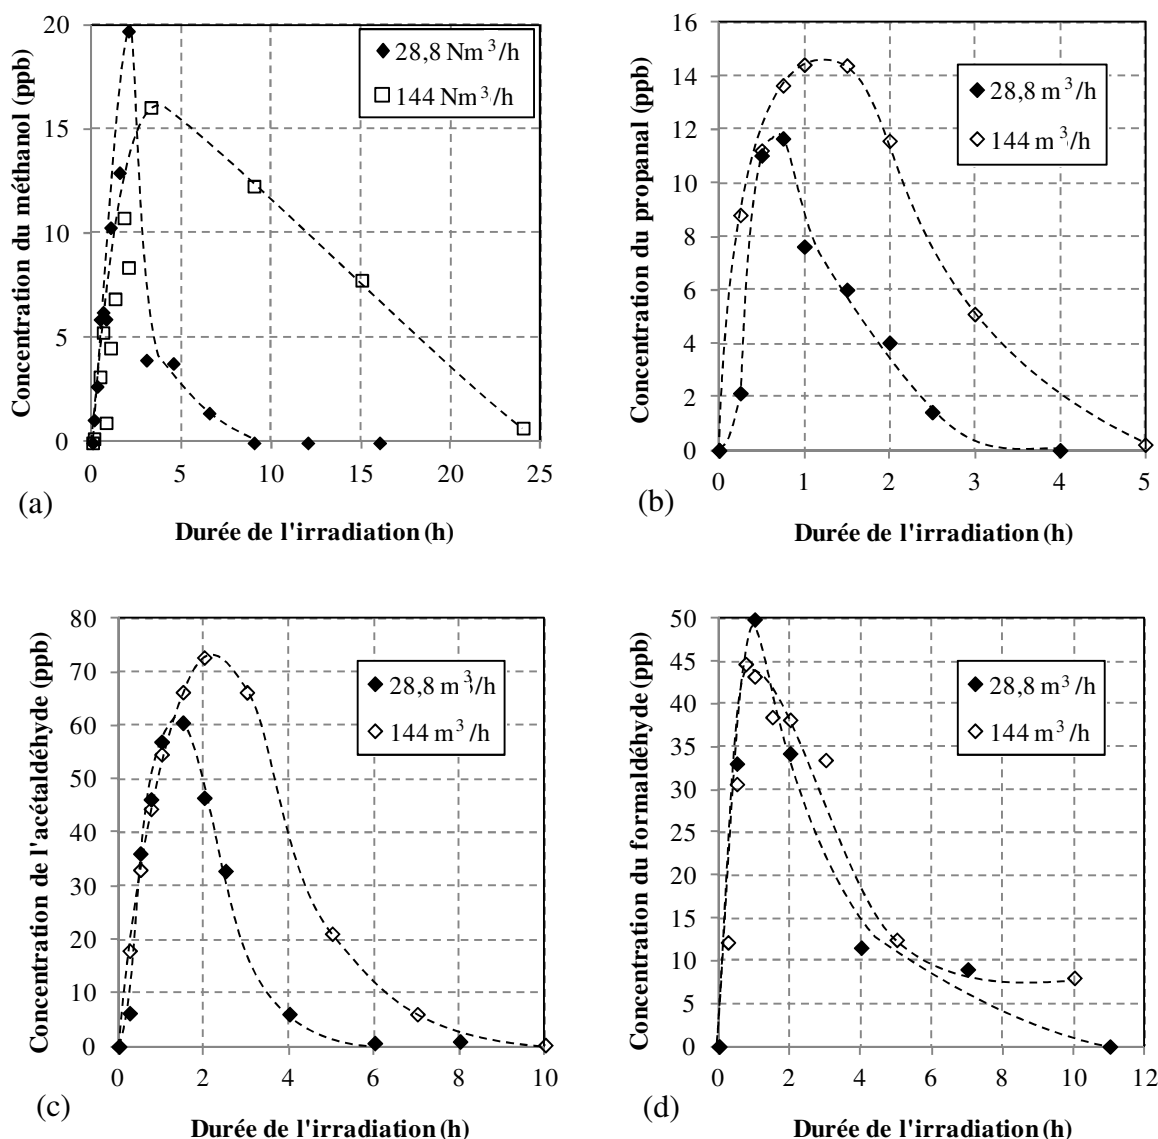 Concentration du méthanol (ppb)
20
15
10
5
0
28,8 Nm³/h
144 Nm³/h
0 5 10 15 20 25
(a)
Durée de l'irradiation (h)
Concentration du propanal (ppb)
16
14
12
10
8
6
4
2
0
28,8 m³/h
144 m³/h
0 1 2 3 4 5
(b)
Durée de l'irradiation (h)
Concentration de l'acétaldéhyde (ppb)
80
70
60
50
40
30
20
10
0
28,8 m³/h
144 m³/h
0 2 4 6 8 10
(c)
Durée de l'irradiation (h)
Concentration du formaldéhyde (ppb)
50
45
40
35
30
25
20
15
10
5
0
28,8 m³/h
144 m³/h
0 2 4 6 8 10 12
(d)
Durée de l'irradiation (h)